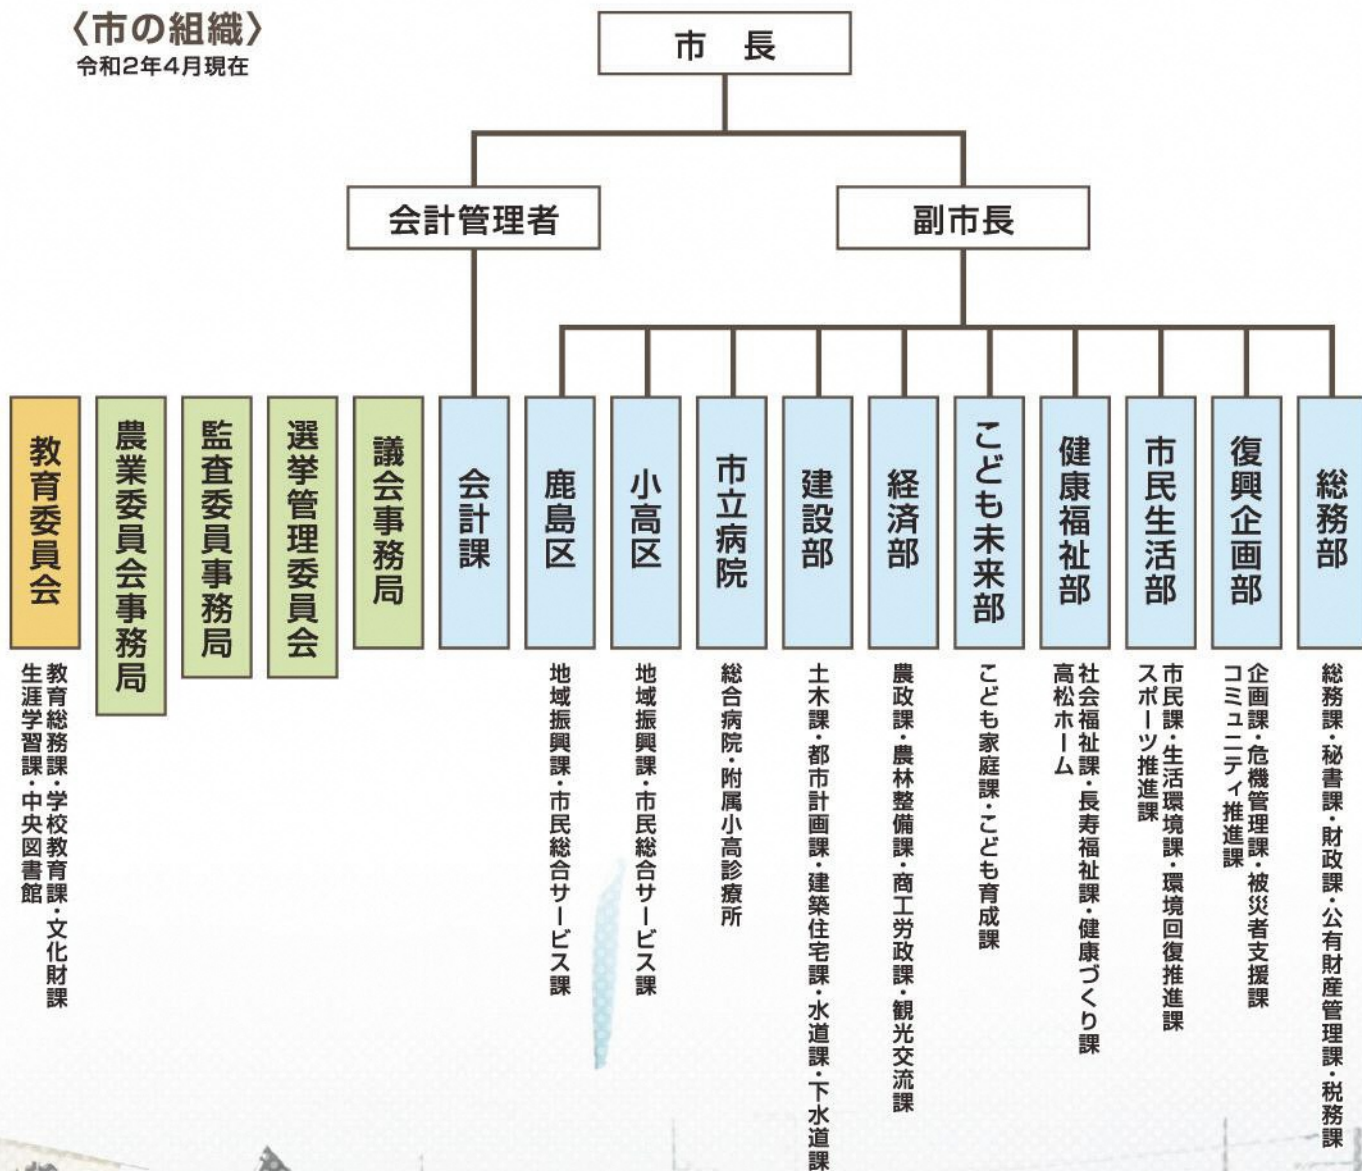 〈市の組織〉
令和2年4月現在
市 長
会計管理者
副市長
総務部
総務課・秘書課・財政課・公有財産管理課・税務課
復興企画部
企画課・危機管理課・被災者支援課
コミュニティ推進課
市民生活部
市民課・生活環境課・環境回復推進課
スポーツ推進課
健康福祉部
社会福祉課・長寿福祉課・健康づくり課
高松ホーム
こども未来部
こども家庭課・こども育成課
経済部
農政課・農林整備課・商工労政課・観光交流課
建設部
土木課・都市計画課・建築住宅課・水道課・下水道課
市立病院
総合病院・附属小高診療所
小高区
地域振興課・市民総合サービス課
鹿島区
地域振興課・市民総合サービス課
会計課
議会事務局
選挙管理委員会
監査委員事務局
農業委員会事務局
教育委員会
教育総務課・学校教育課・文化財課
生涯学習課・中央図書館